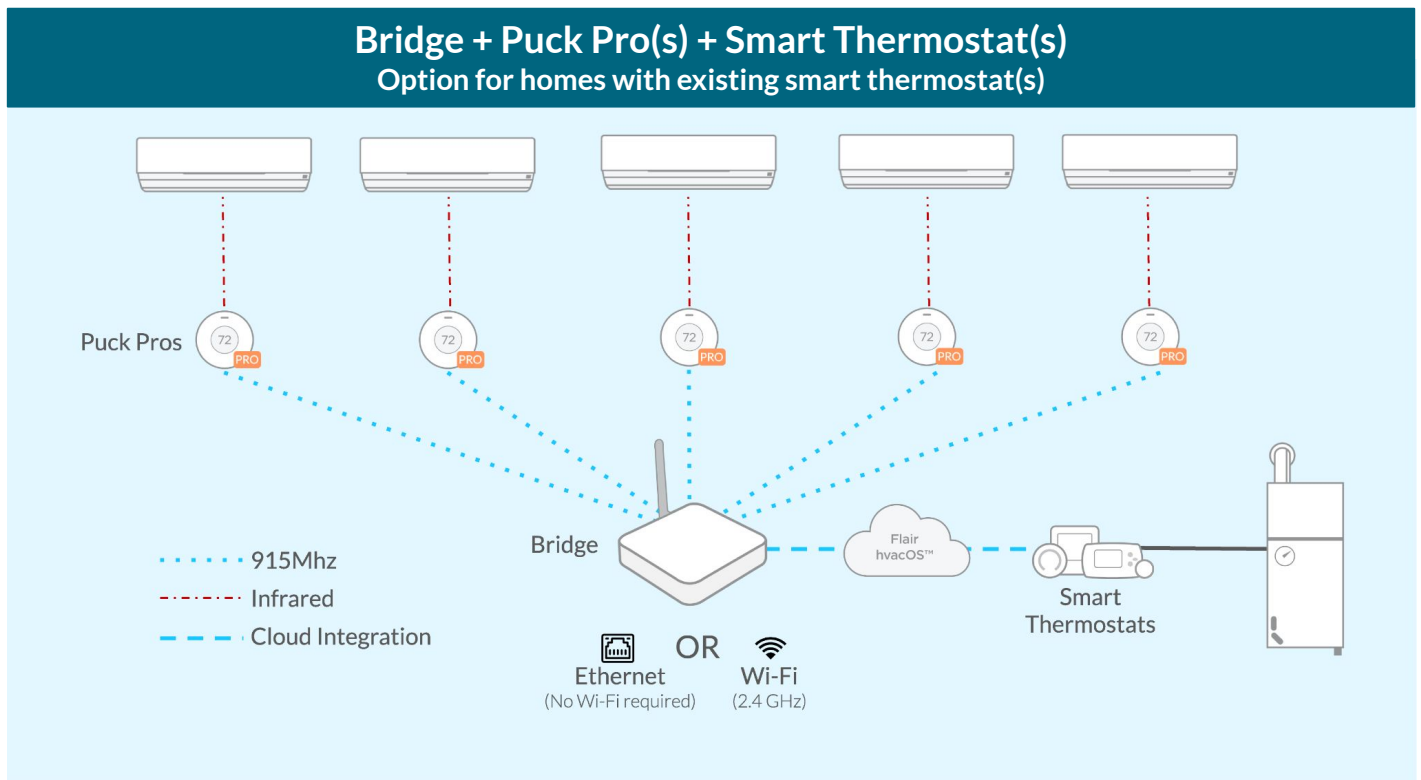 Bridge + Puck Pro(s) + Smart Thermostat(s)
Option for homes with existing smart thermostat(s)
Puck Pros
72
PRO
72
PRO
72
PRO
72
PRO
72
PRO
Bridge
Flair
hvacOS™
Smart
Thermostats
915Mhz
Infrared
Cloud Integration
OR
Ethernet
(No Wi-Fi required)
Wi-Fi
(2.4 GHz)